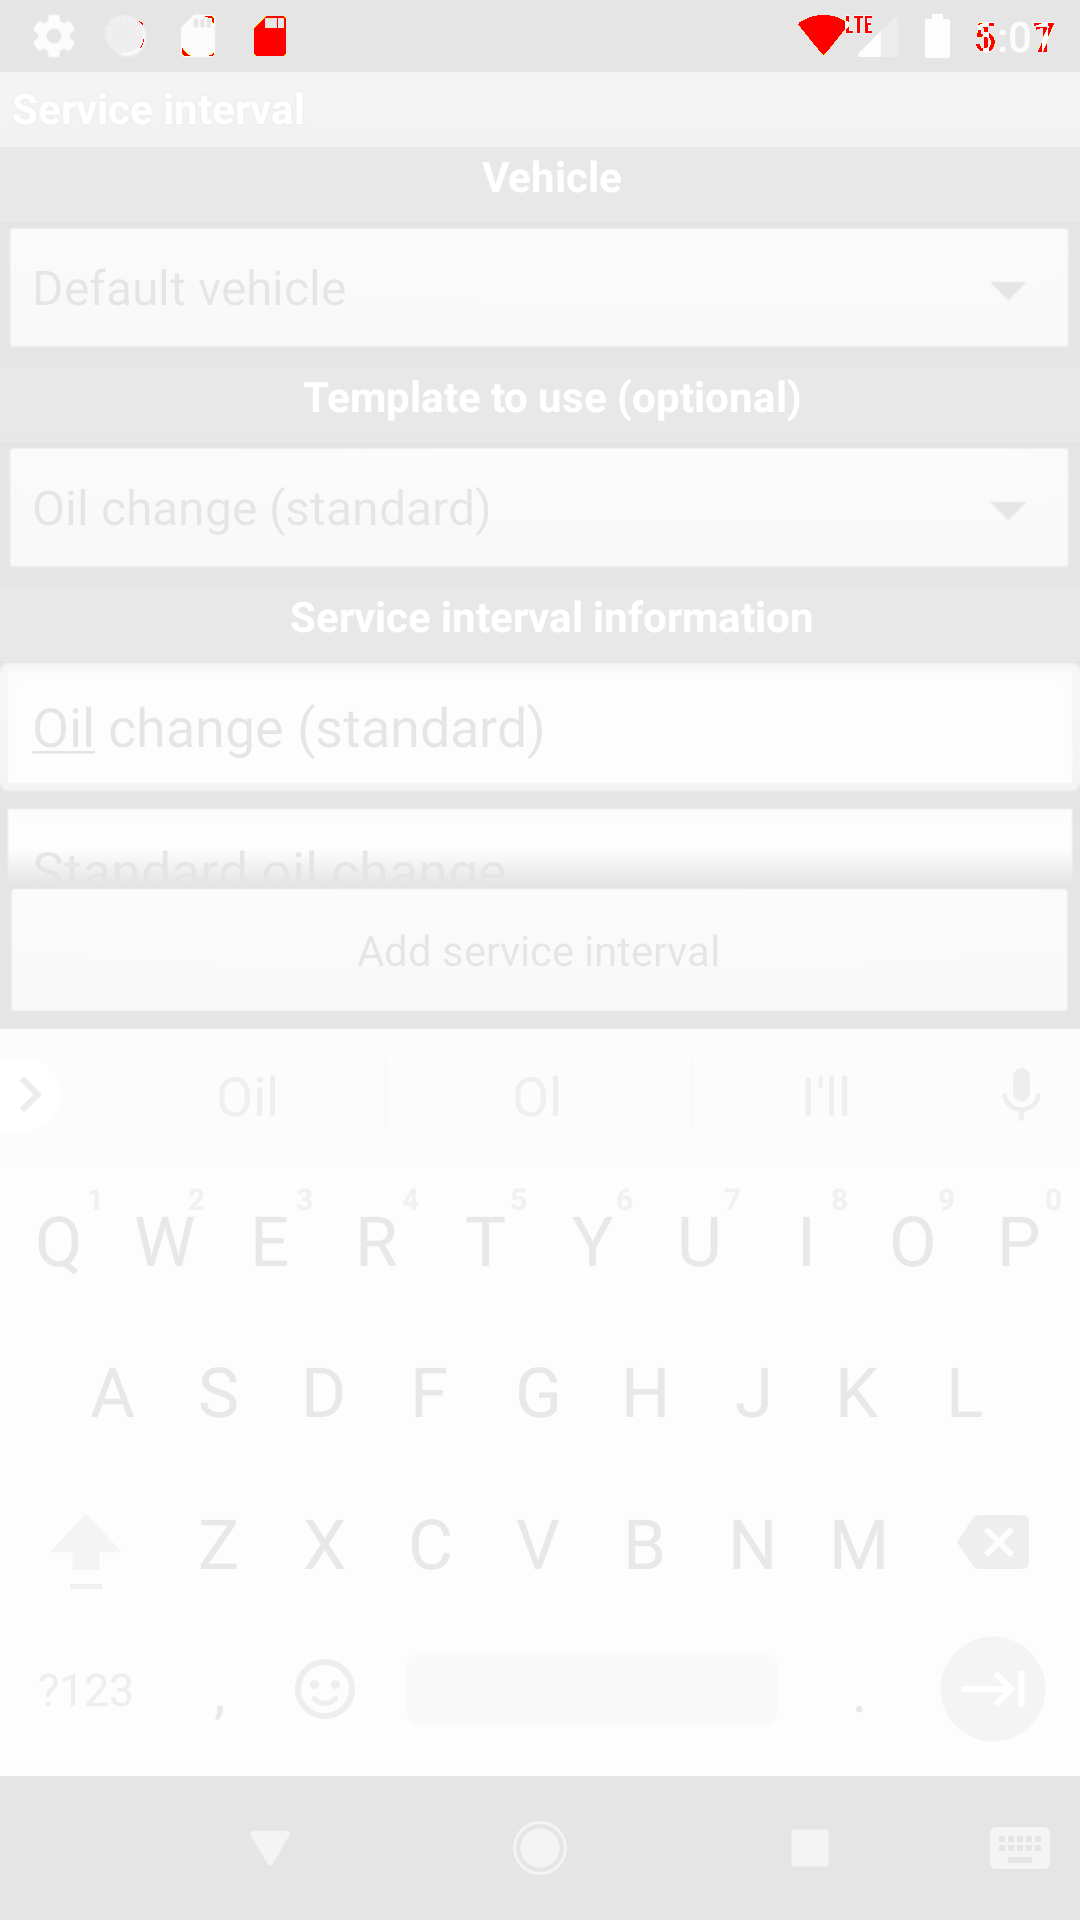 LTE 5:07
Service interval
Vehicle
Default vehicle
Template to use (optional)
Oil change (standard)
Service interval information
Oil change (standard)
Standard oil change
Add service interval
Oil Ol I'll
1 2 3 4 5 6 7 8 9 0
Q W E R T Y U I O P
A S D F G H J K L
Z X C V B N M
?123 , .